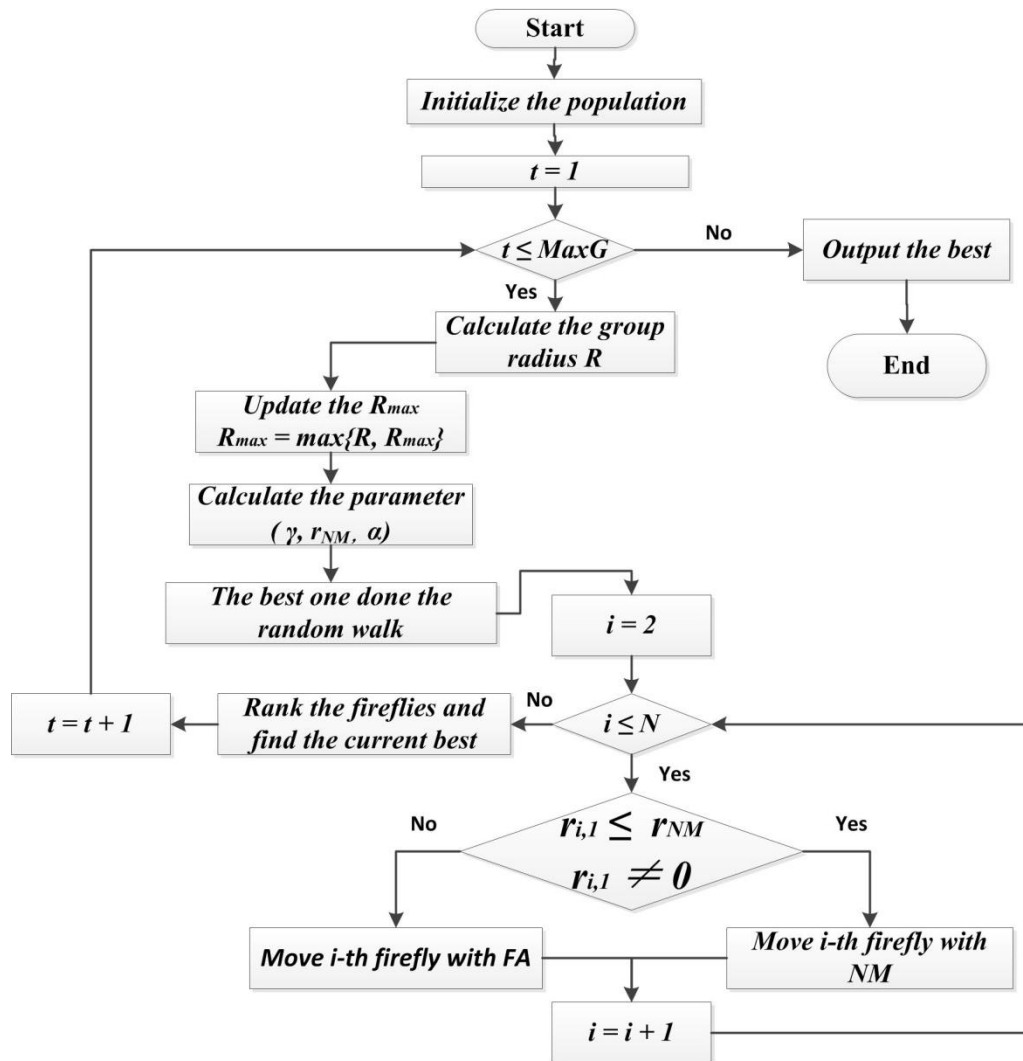 Start
Initialize the population
t = 1
t ≤ MaxG
No
Output the best
Yes
Calculate the group
radius R
End
Update the Rmax
Rmax = max{R, Rmax}
Calculate the parameter
( γ, rNM, α)
The best one done the
random walk
i = 2
t = t + 1
Rank the fireflies and
find the current best
No
i ≤ N
Yes
No
ri,1 ≤ rNM
ri,1 ≠ 0
Yes
Move i-th firefly with FA
Move i-th firefly with
NM
i = i + 1